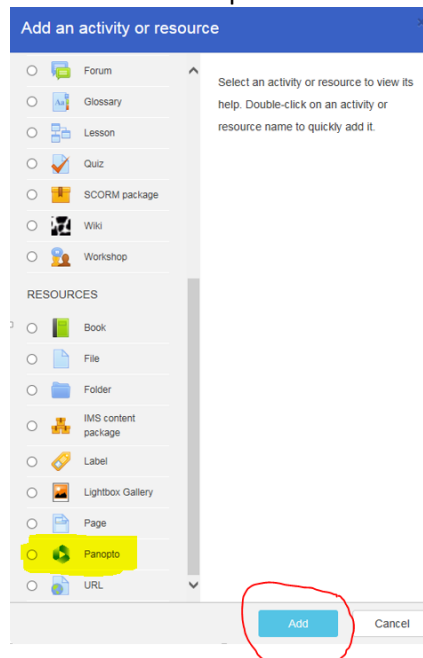 Add an activity or resource
Forum
Glossary
Lesson
Quiz
SCORM package
Wiki
Workshop
RESOURCES
Book
File
Folder
IMS content
package
Label
Lightbox Gallery
Page
Panopto
URL
Select an activity or resource to view its
help. Double-click on an activity or
resource name to quickly add it.
Add
Cancel